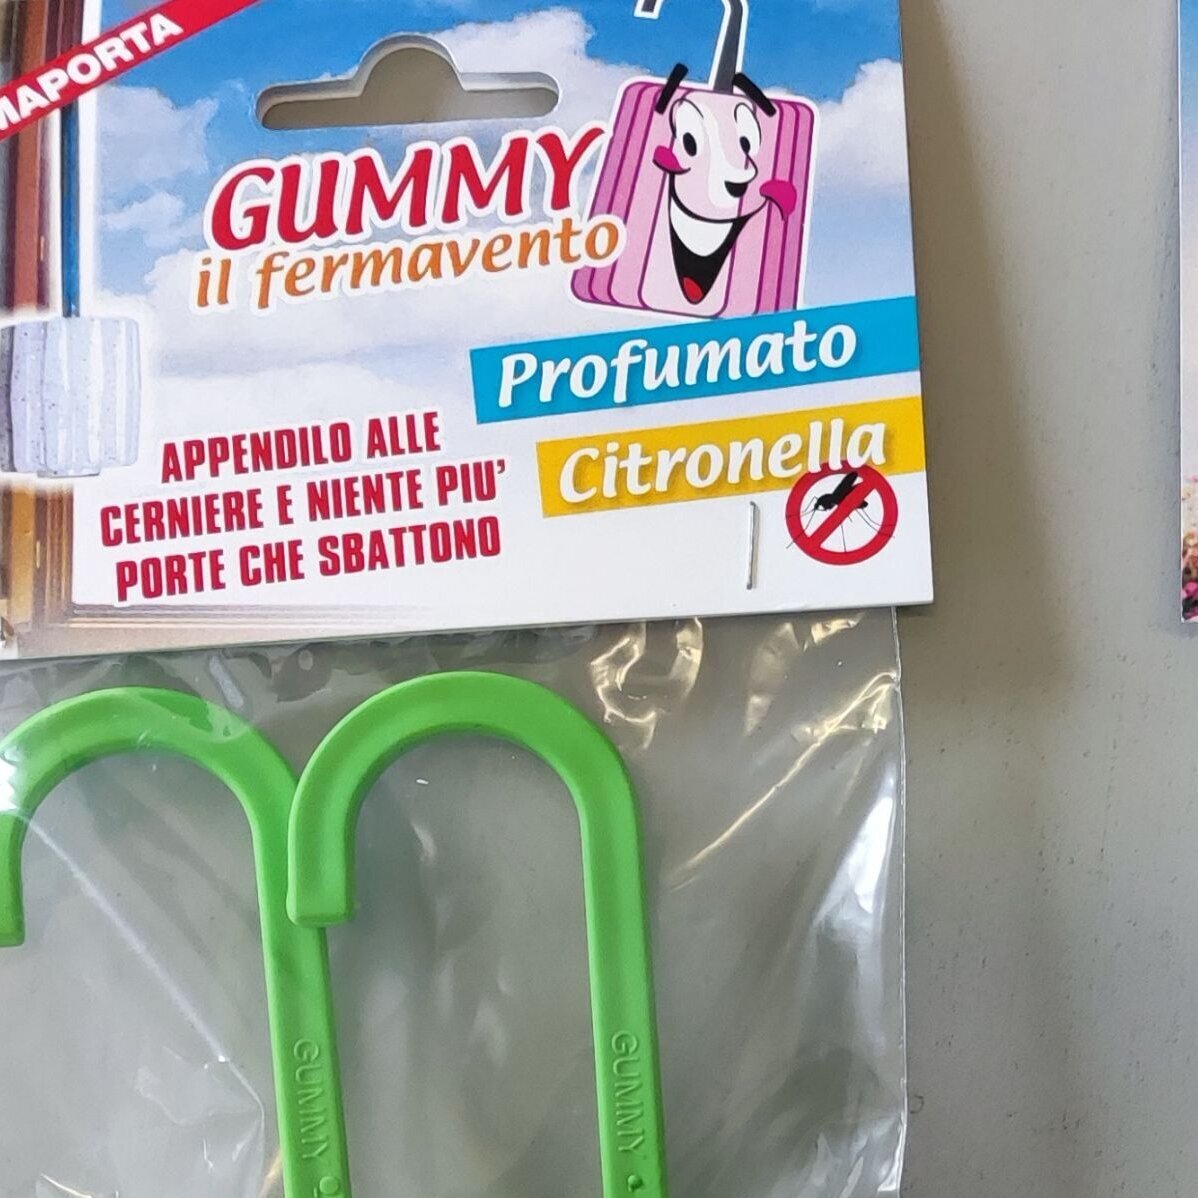 MAPORTA
GUMMY
il fermavento
Profumato
Citronella
APPENDILO ALLE
CERNIERE E NIENTE PIU'
PORTE CHE SBATTONO
GUMMY
GUMMY